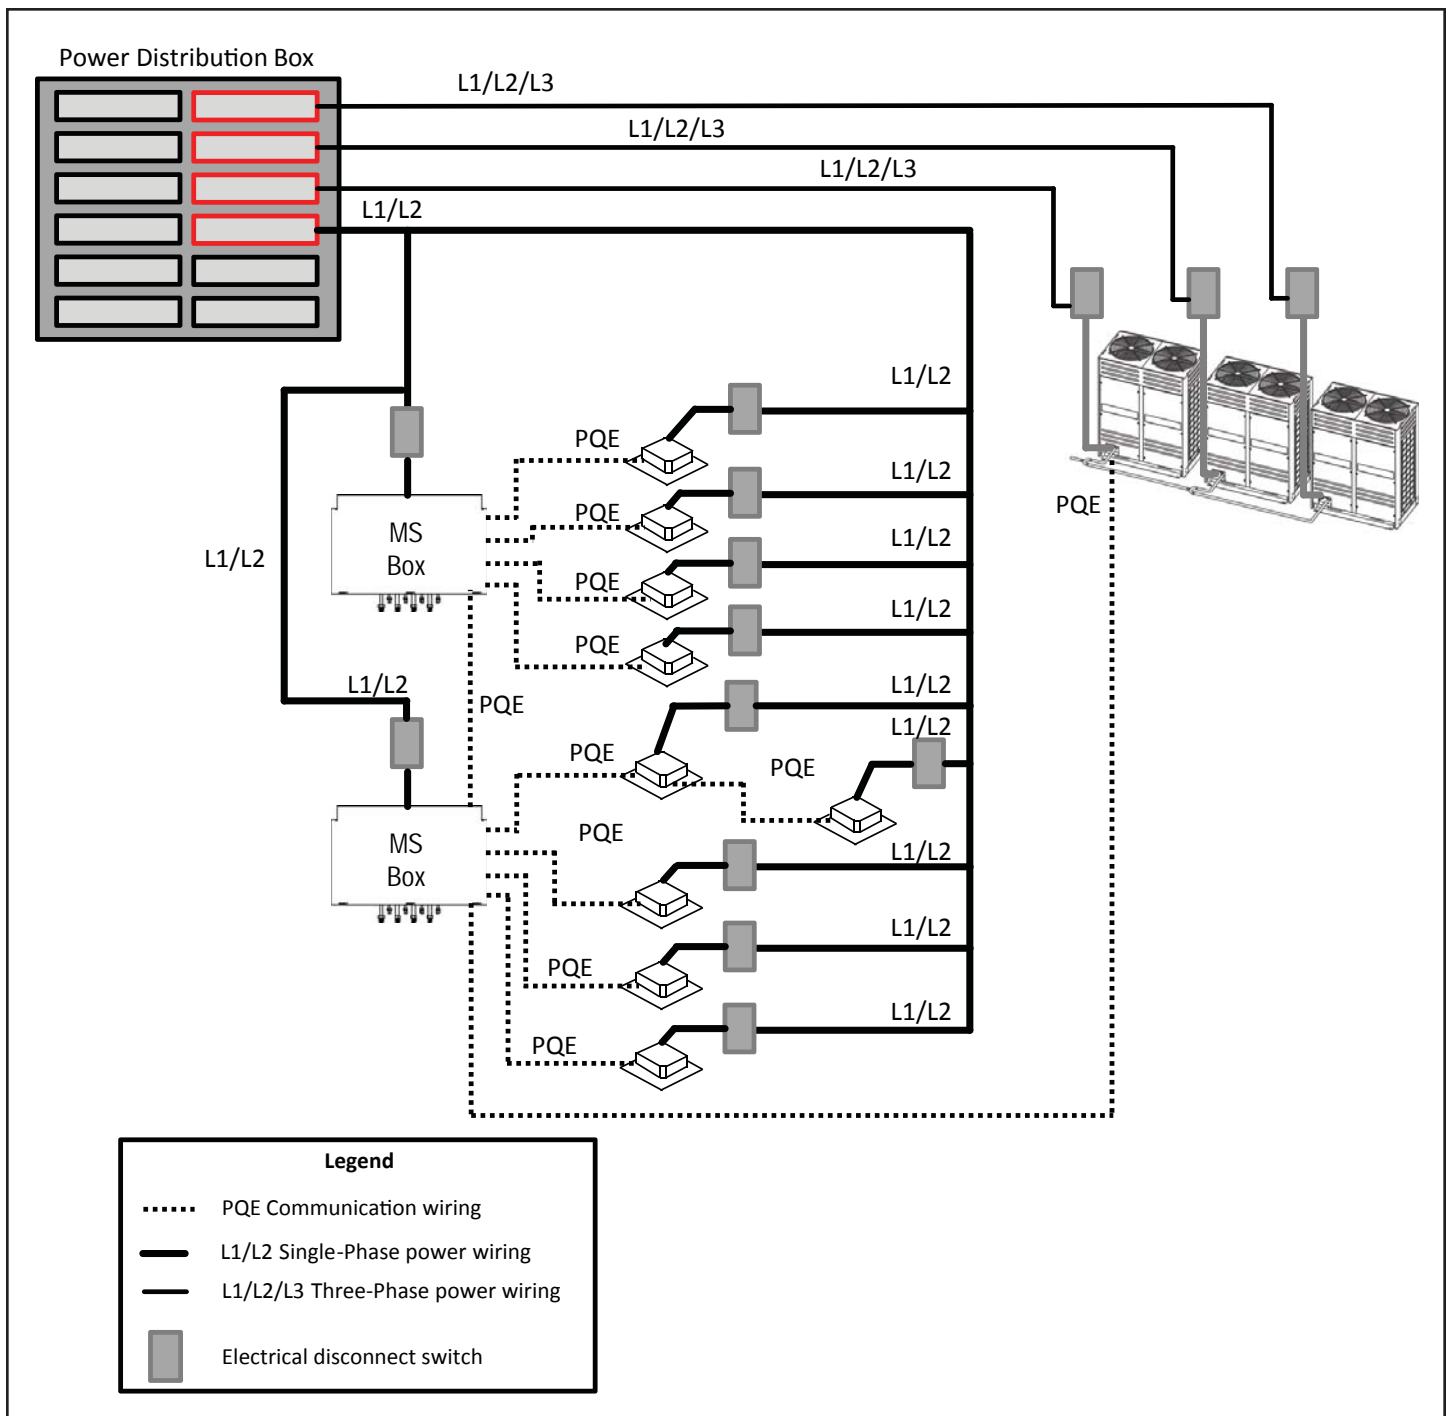 Power Distribution Box
L1/L2/L3
L1/L2/L3
L1/L2/L3
L1/L2
L1/L2
PQE
L1/L2
PQE
PQE
MS
Box
L1/L2
L1/L2
PQE
L1/L2
PQE
L1/L2
L1/L2
PQE
L1/L2
PQE
PQE
PQE
MS
Box
L1/L2
L1/L2
PQE
L1/L2
PQE
Legend
PQE Communication wiring
L1/L2 Single-Phase power wiring
L1/L2/L3 Three-Phase power wiring
Electrical disconnect switch